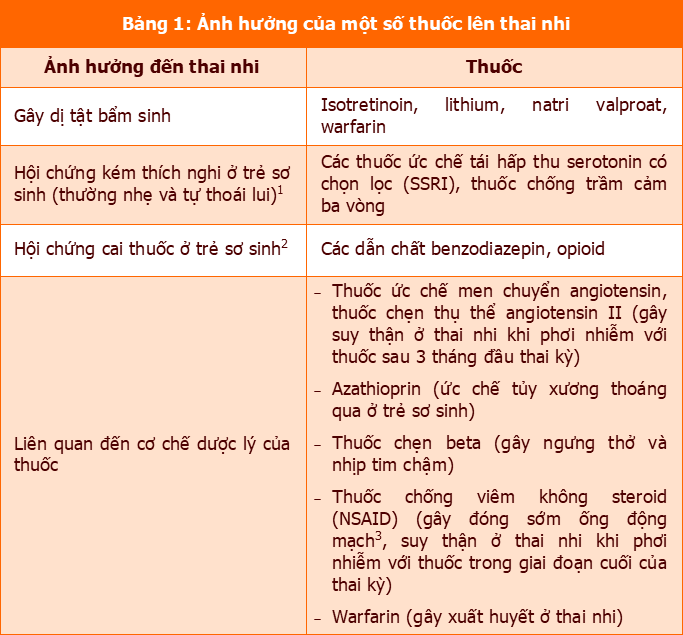 Bảng 1: Ảnh hưởng của một số thuốc lên thai nhi
Ảnh hưởng đến thai nhi
Thuốc
Gây dị tật bẩm sinh
Isotretinoin, lithium, natri valproat,
warfarin
Hội chứng kém thích nghi ở trẻ sơ
sinh (thường nhẹ và tự thoái lui)1
Các thuốc ức chế tái hấp thu serotonin có
chọn lọc (SSRI), thuốc chống trầm cảm
ba vòng
Hội chứng cai thuốc ở trẻ sơ sinh2
Các dẫn chất benzodiazepin, opioid
Liên quan đến cơ chế dược lý của
thuốc
– Thuốc ức chế men chuyển angiotensin,
thuốc chẹn thụ thể angiotensin II (gây
suy thận ở thai nhi khi phơi nhiễm với
thuốc sau 3 tháng đầu thai kỳ)
– Azathioprin (ức chế tủy xương thoáng
qua ở trẻ sơ sinh)
– Thuốc chẹn beta (gây ngưng thở và
nhịp tim chậm)
– Thuốc chống viêm không steroid
(NSAID) (gây đóng sớm ống động
mạch3, suy thận ở thai nhi khi phơi
nhiễm với thuốc trong giai đoạn cuối của
thai kỳ)
– Warfarin (gây xuất huyết ở thai nhi)